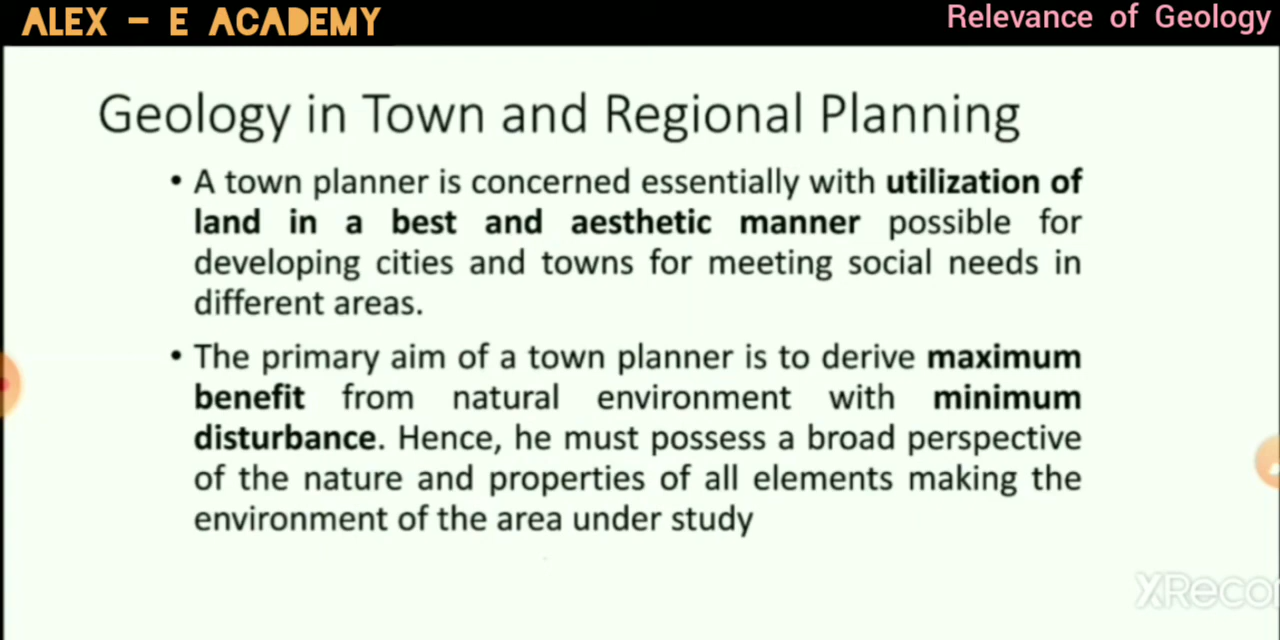 ALEX - E ACADEMY
Relevance of Geology
Geology in Town and Regional Planning
• A town planner is concerned essentially with utilization of
land in a best and aesthetic manner possible for
developing cities and towns for meeting social needs in
different areas.
• The primary aim of a town planner is to derive maximum
benefit from natural environment with minimum
disturbance. Hence, he must possess a broad perspective
of the nature and properties of all elements making the
environment of the area under study
XRecor